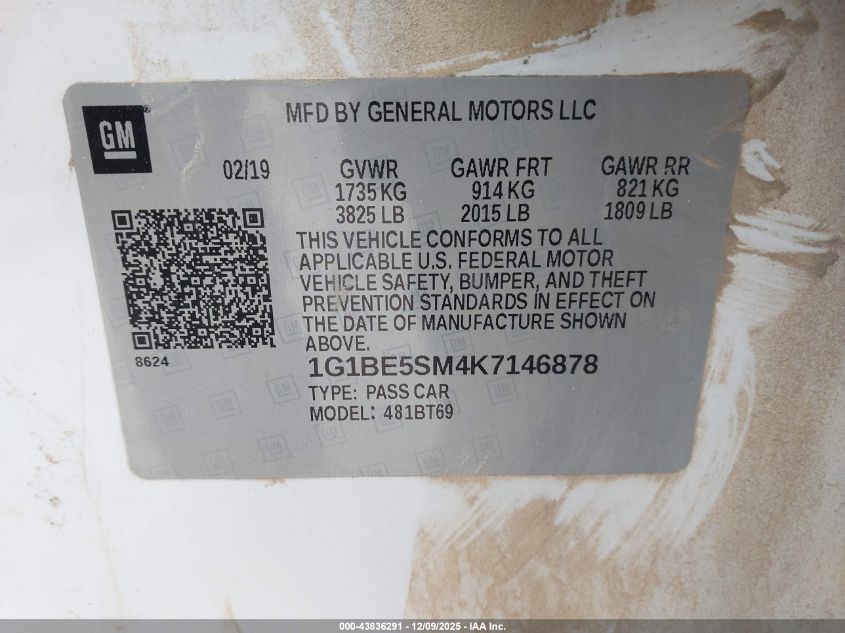 GM
MFD BY GENERAL MOTORS LLC
02/19 GVWR GAWR FRT GAWR RR
1735 KG 914 KG 821 KG
3825 LB 2015 LB 1809 LB
THIS VEHICLE CONFORMS TO ALL
APPLICABLE U.S. FEDERAL MOTOR
VEHICLE SAFETY, BUMPER, AND THEFT
PREVENTION STANDARDS IN EFFECT ON
THE DATE OF MANUFACTURE SHOWN
ABOVE.
8624
1G1BE5SM4K7146878
TYPE: PASS CAR
MODEL: 481BT69
000-43836291 - 12/09/2025 - IAA Inc.